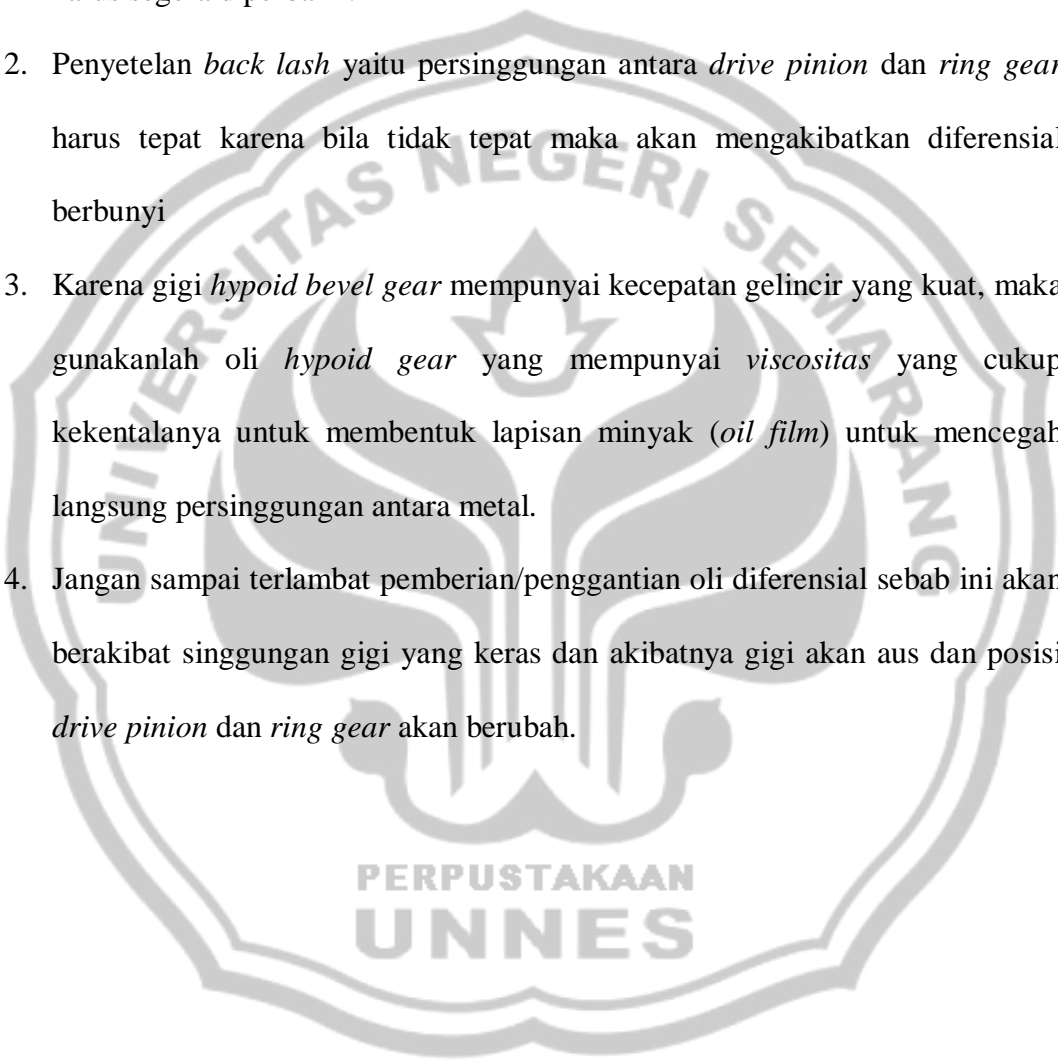 2. Penyetelan back lash yaitu persinggungan antara drive pinion dan ring gear
harus tepat karena bila tidak tepat maka akan mengakibatkan diferensial
berbunyi
3. Karena gigi hypoid bevel gear mempunyai kecepatan gelincir yang kuat, maka
gunakanlah oli hypoid gear yang mempunyai viscositas yang cukup
kekentalanya untuk membentuk lapisan minyak (oil film) untuk mencegah
langsung persinggungan antara metal.
4. Jangan sampai terlambat pemberian/penggantian oli diferensial sebab ini akan
berakibat singgungan gigi yang keras dan akibatnya gigi akan aus dan posisi
drive pinion dan ring gear akan berubah.
UNIVERSITAS NEGERI SEMARANG
PERPUSTAKAAN
UNNES